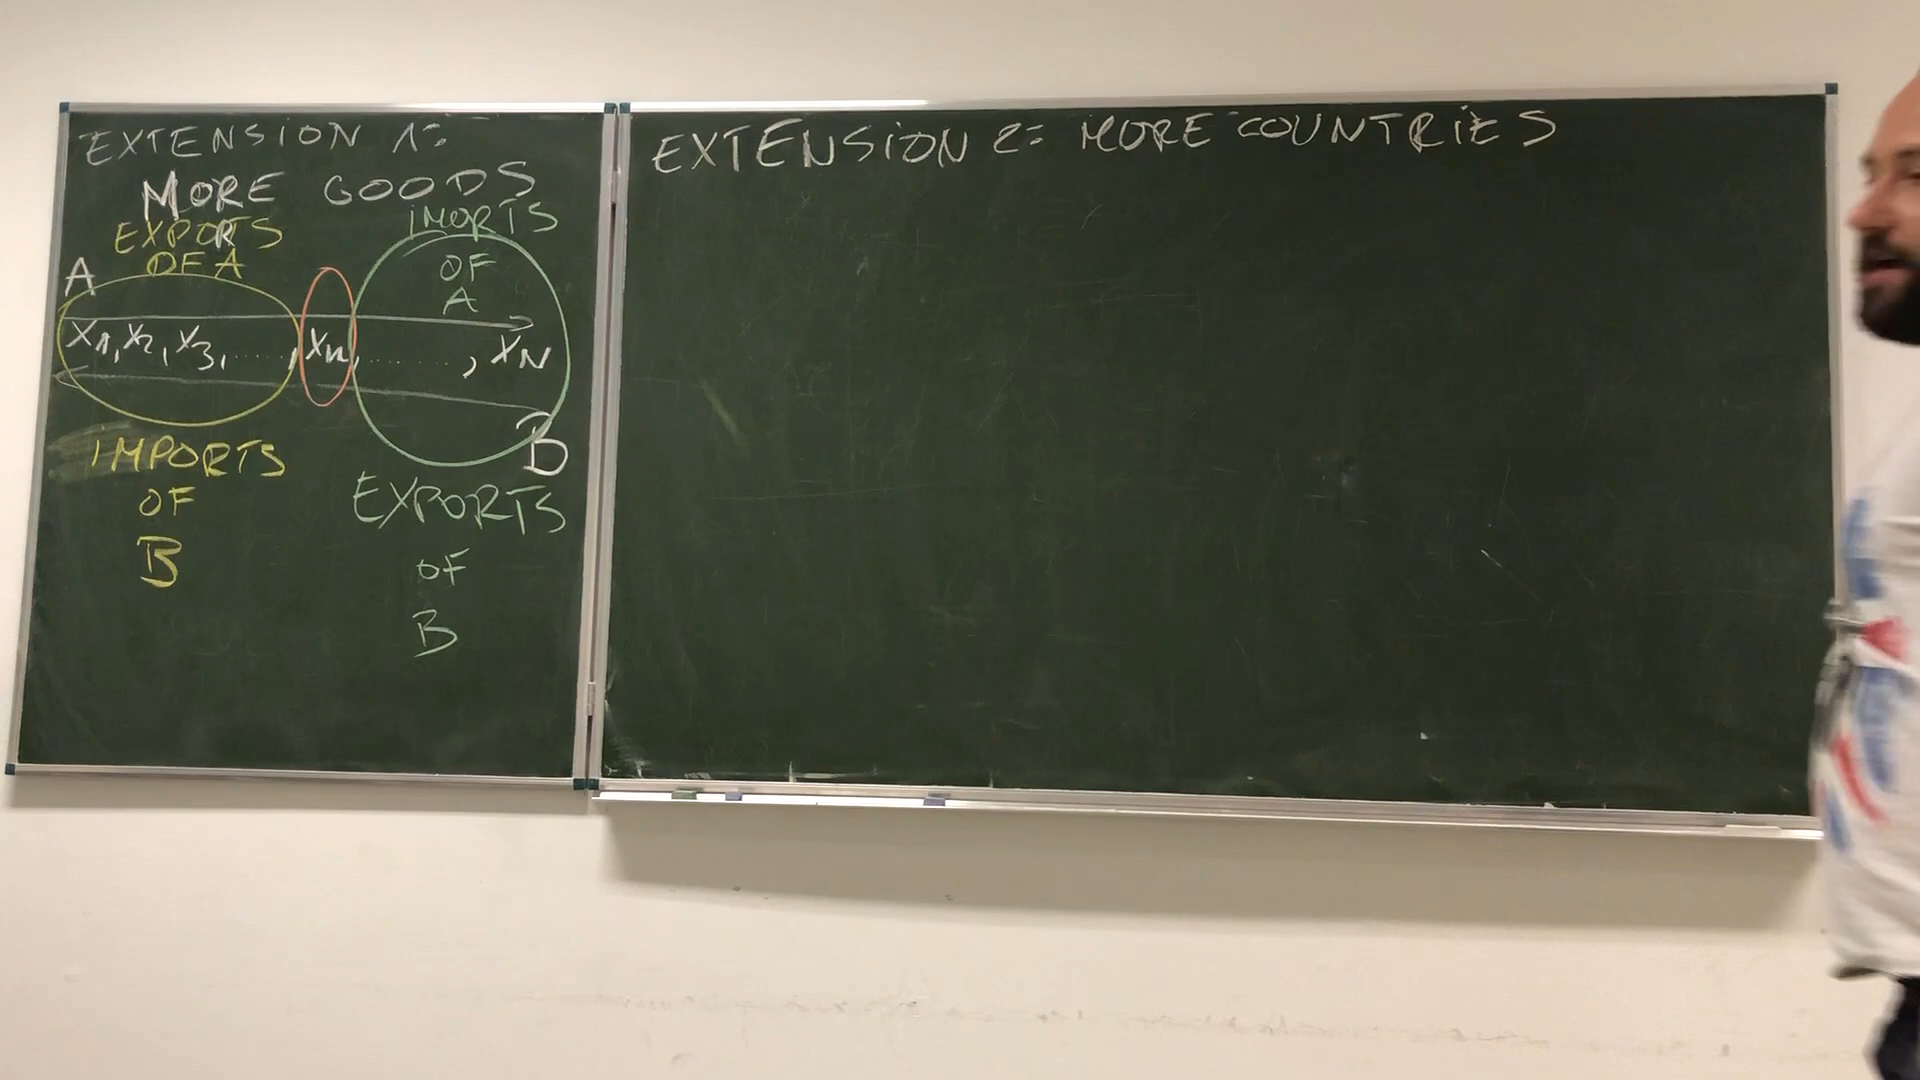 EXTENSION 1:
MORE GOODS
EXPORTS
OF A
IMORTS
OF
A
A
X1, X2, X3, ......, Xn, ............, XN
B
IMPORTS
OF
B
EXPORTS
OF
B
EXTENSION 2: MORE COUNTRIES